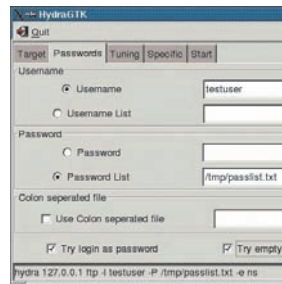 HydraGTK
Quit
Target Passwords Tuning Specific Start
Username
Username testuser
Username List
Password
Password
Password List /tmp/passlist.txt
Colon seperated file
Use Colon seperated file
Try login as password Try empty
hydra 127.0.0.1 ftp -l testuser -P /tmp/passlist.txt -e ns